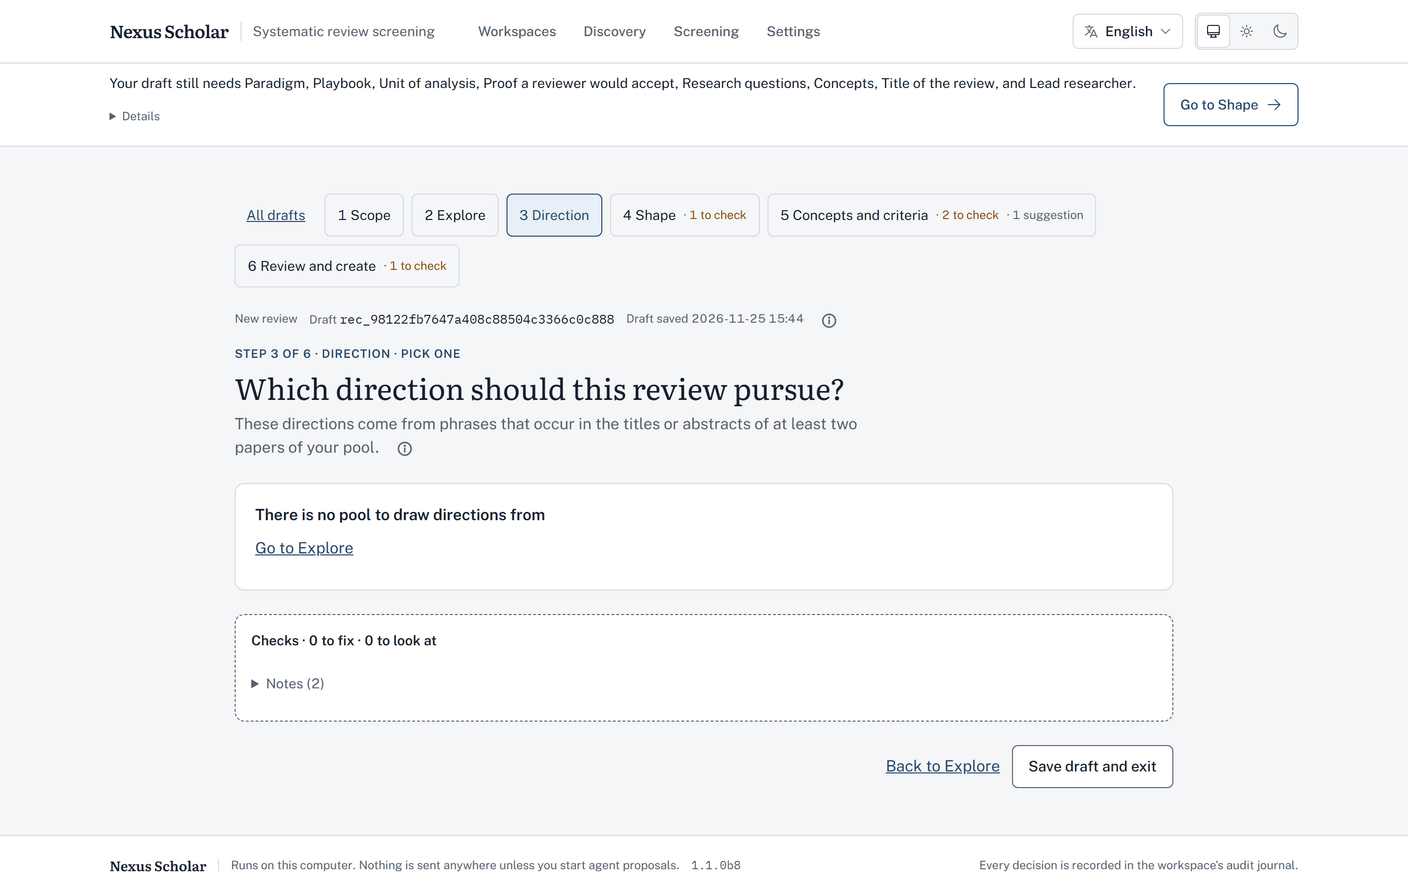 Nexus Scholar
Systematic review screening
Workspaces
Discovery
Screening
Settings
English
Your draft still needs Paradigm, Playbook, Unit of analysis, Proof a reviewer would accept, Research questions, Concepts, Title of the review, and Lead researcher.
Details
Go to Shape
All drafts
1 Scope
2 Explore
3 Direction
4 Shape · 1 to check
5 Concepts and criteria · 2 to check · 1 suggestion
6 Review and create · 1 to check
New review Draft rec_98122fb7647a408c88504c3366c0c888 Draft saved 2026-11-25 15:44
STEP 3 OF 6 · DIRECTION · PICK ONE
Which direction should this review pursue?
These directions come from phrases that occur in the titles or abstracts of at least two
papers of your pool.
There is no pool to draw directions from
Go to Explore
Checks · 0 to fix · 0 to look at
Notes (2)
Back to Explore
Save draft and exit
Nexus Scholar
Runs on this computer. Nothing is sent anywhere unless you start agent proposals. 1.1.0b8
Every decision is recorded in the workspace's audit journal.